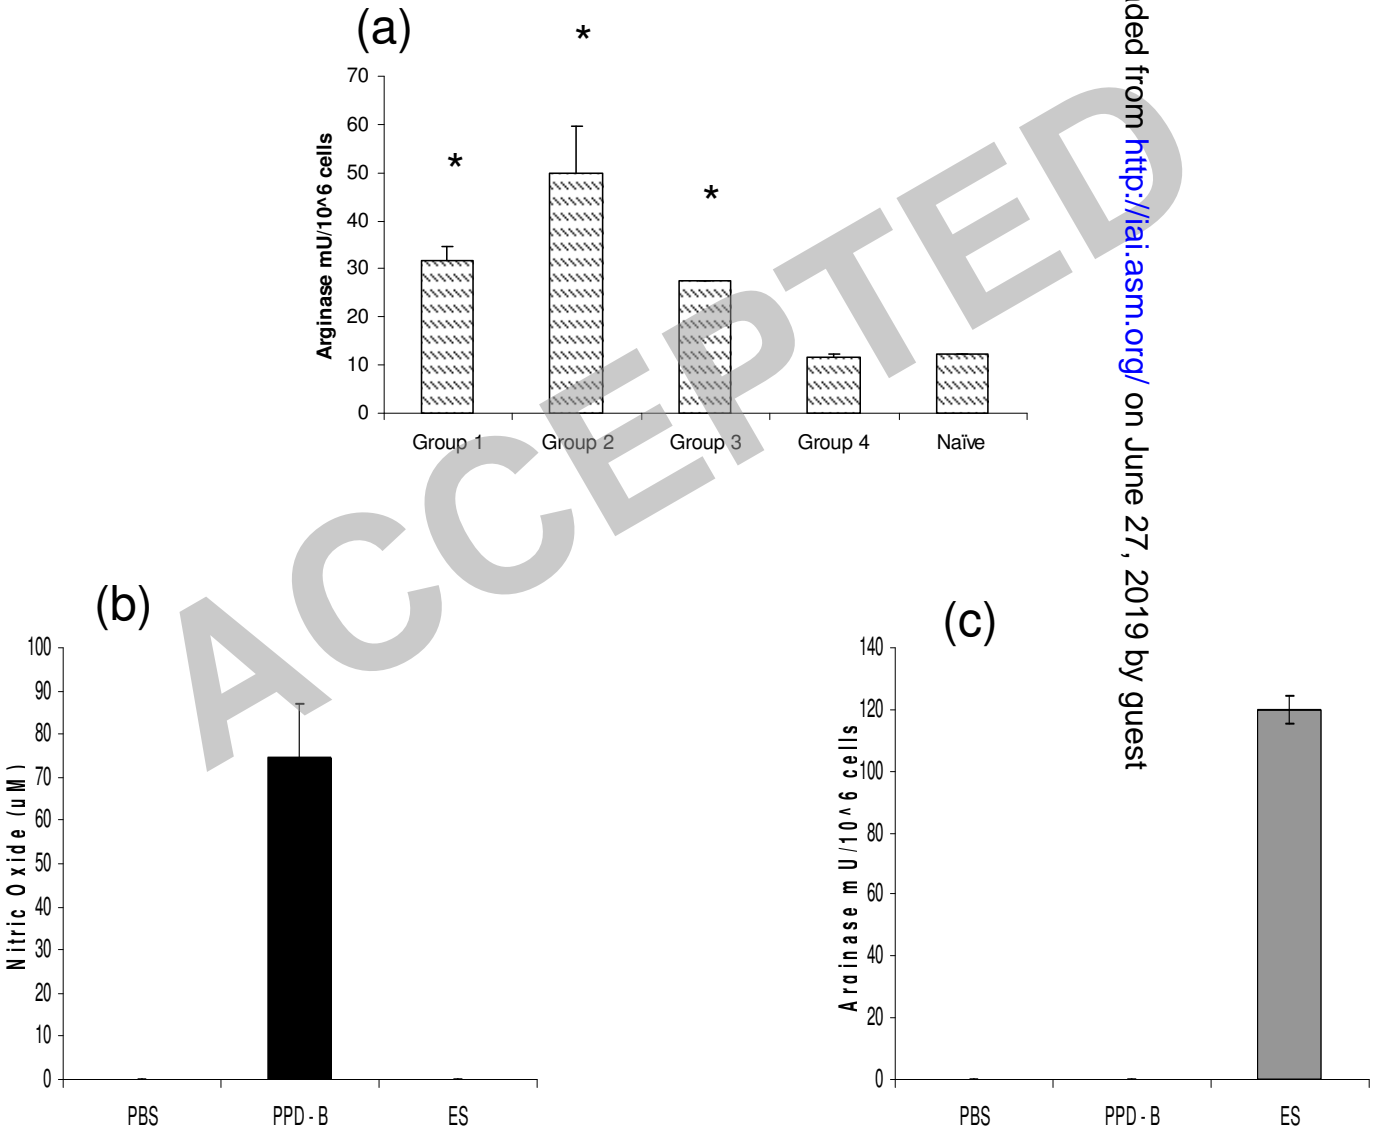 (a)
*
*
*
70
60
50
40
30
20
10
0
Arginase mU/10^6 cells
Group 1 Group 2 Group 3 Group 4 Naïve
ACCEPTED
aded from http://iai.asm.org/ on June 27, 2019 by guest
(b)
100
90
80
70
60
50
40
30
20
10
0
Nitric Oxide (uM)
PBS PPD-B ES
(c)
140
120
100
80
60
40
20
0
Arginase mU/10^6 cells
PBS PPD-B ES